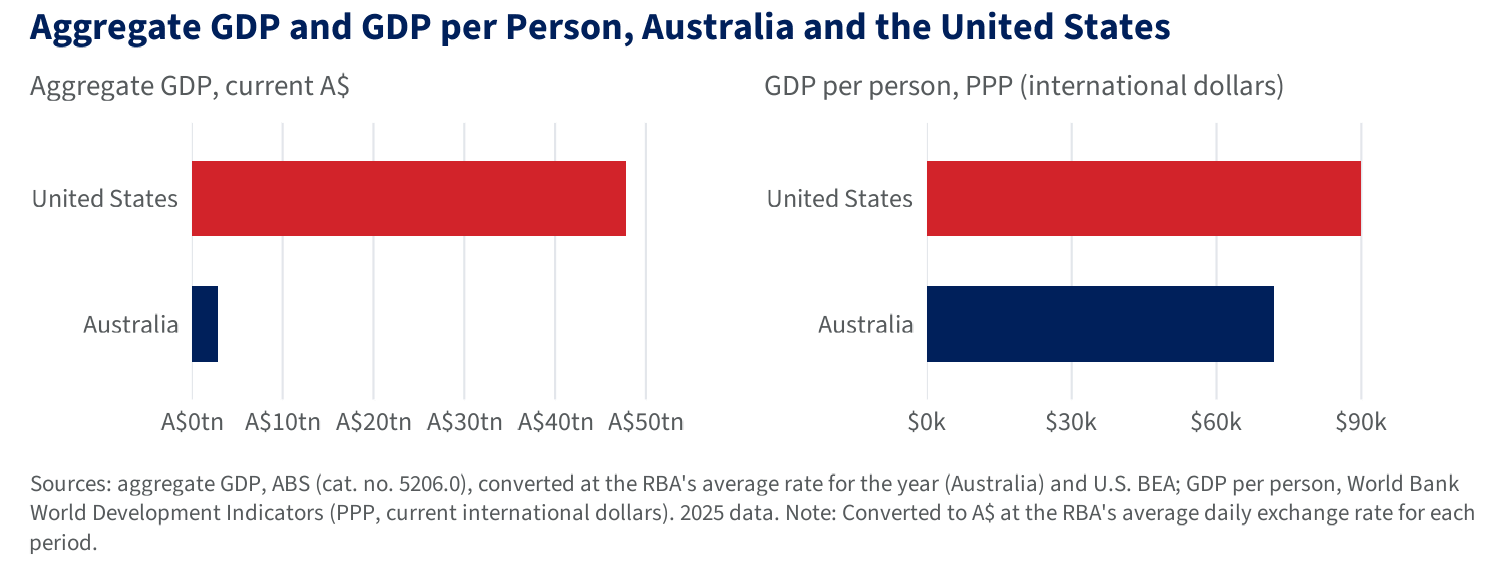 Aggregate GDP and GDP per Person, Australia and the United States
Aggregate GDP, current A$
United States
Australia
A$0tn A$10tn A$20tn A$30tn A$40tn A$50tn
GDP per person, PPP (international dollars)
United States
Australia
$0k $30k $60k $90k
Sources: aggregate GDP, ABS (cat. no. 5206.0), converted at the RBA's average rate for the year (Australia) and U.S. BEA; GDP per person, World Bank
World Development Indicators (PPP, current international dollars). 2025 data. Note: Converted to A$ at the RBA's average daily exchange rate for each
period.